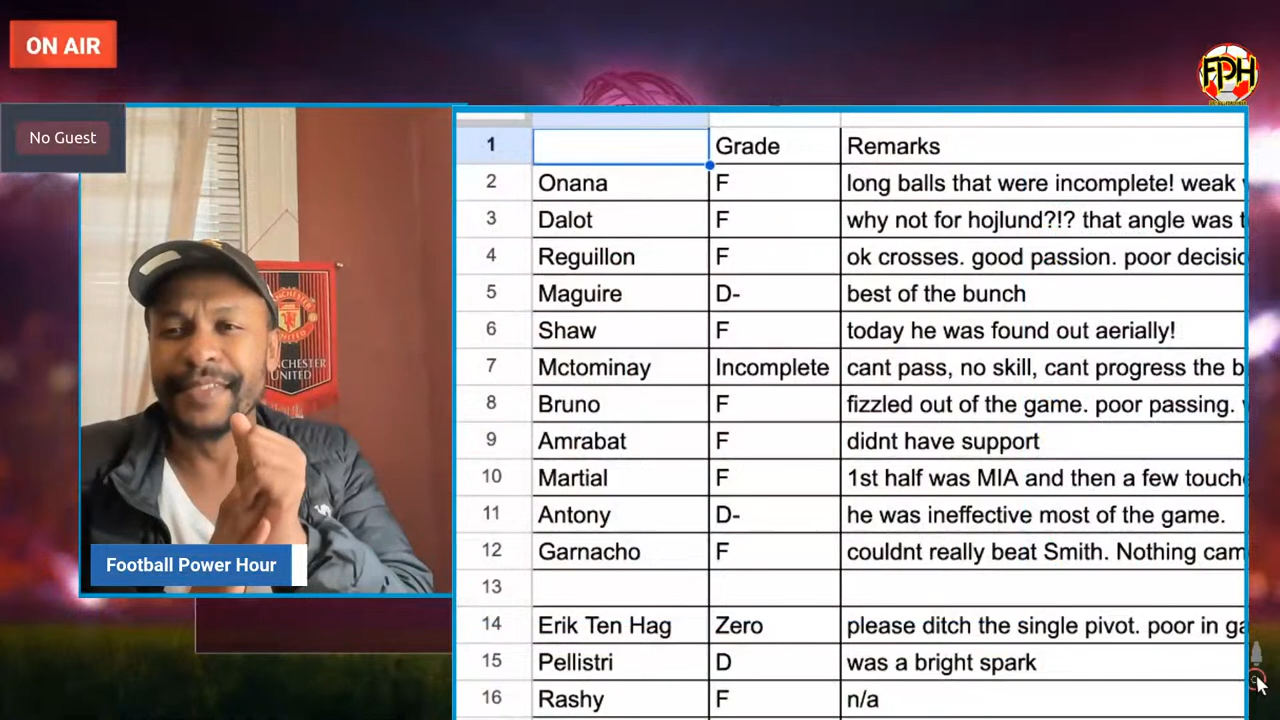 ON AIR
FPH
No Guest
1 Grade Remarks
2 Onana F long balls that were incomplete! weak
3 Dalot F why not for hojlund?!? that angle was
4 Reguillon F ok crosses. good passion. poor
5 Maguire D- best of the bunch
6 Shaw F today he was found out aerially!
7 Mctominay Incomplete cant pass, no skill, cant progress the
8 Bruno F fizzled out of the game. poor passing.
9 Amrabat F didnt have support
10 Martial F 1st half was MIA and then a few
11 Antony D- he was ineffective most of the game.
12 Garnacho F couldnt really beat Smith. Nothing
13
14 Erik Ten Hag Zero please ditch the single pivot. poor in
15 Pellistri D was a bright spark
16 Rashy F n/a
UNITED
Football Power Hour